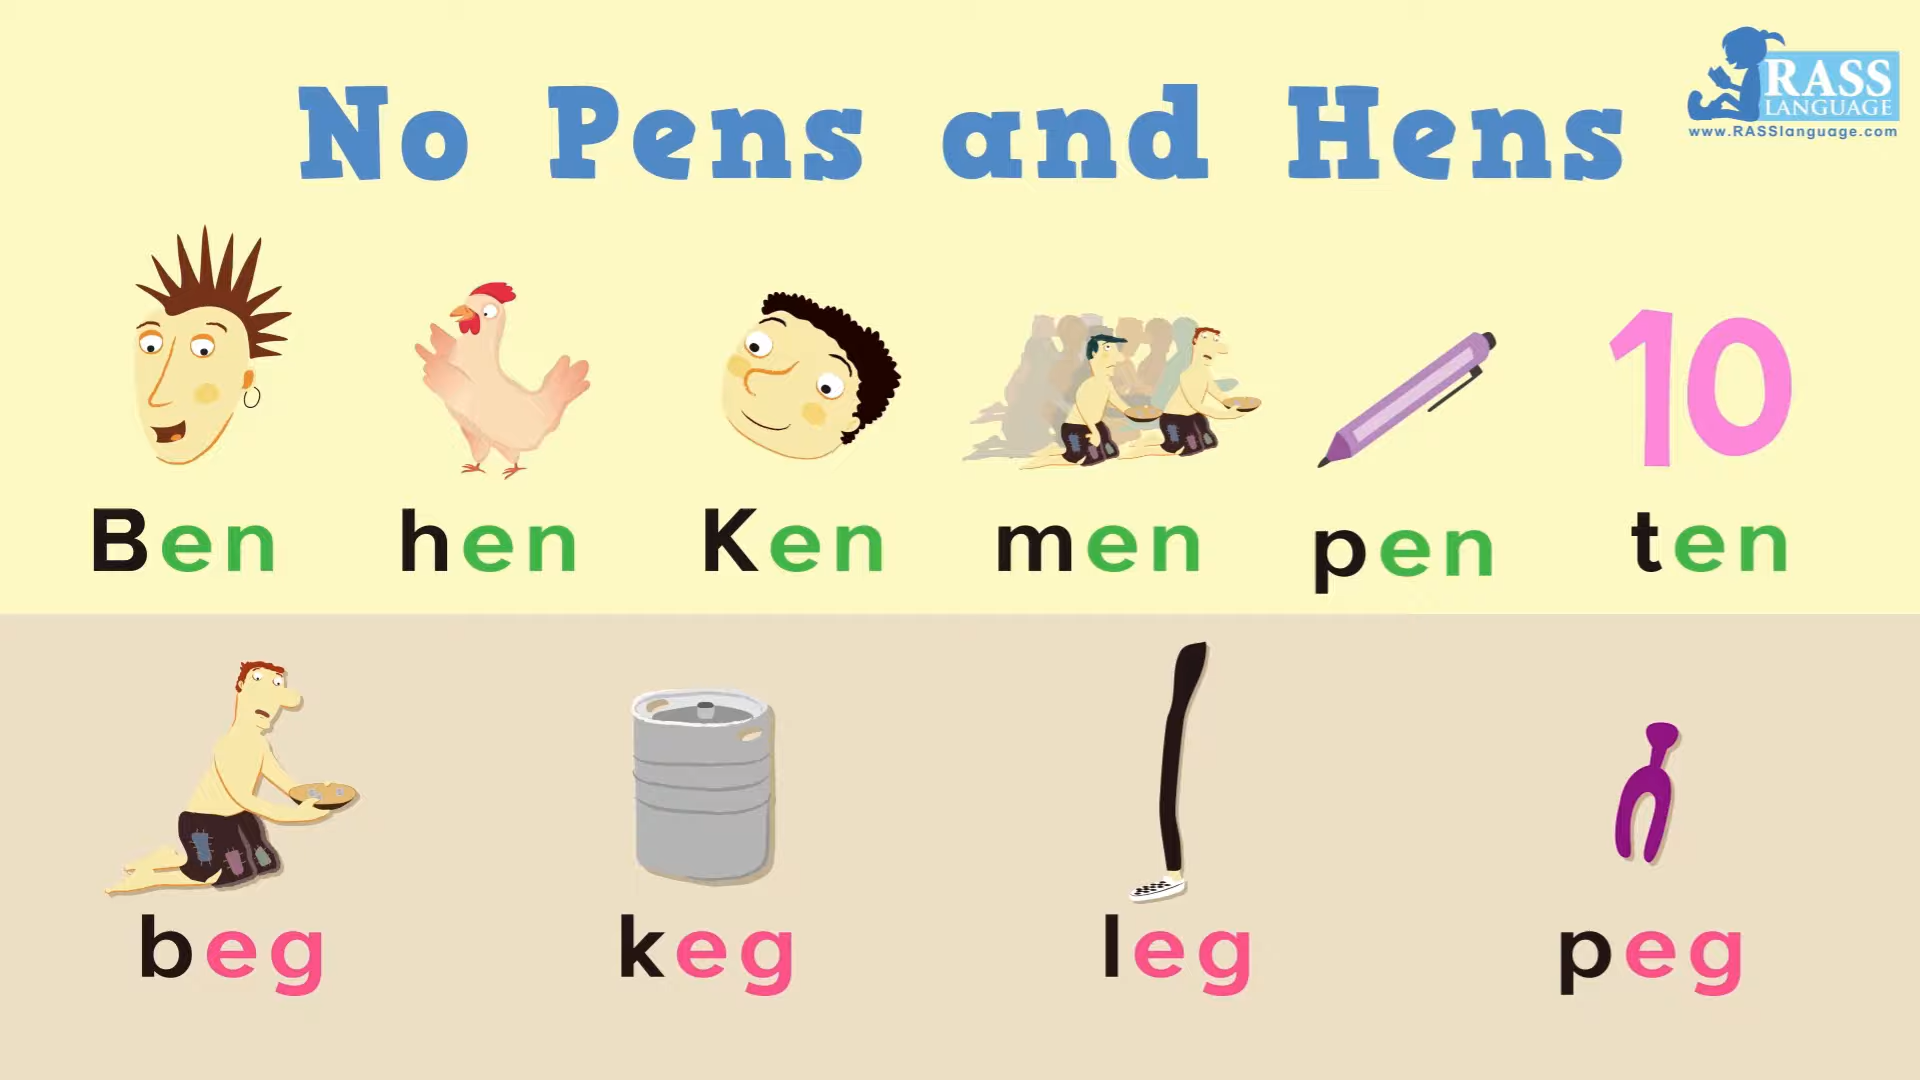 RASS
LANGUAGE
www.RASSlanguage.com
No Pens and Hens
10
Ben hen Ken men pen ten
beg keg leg peg